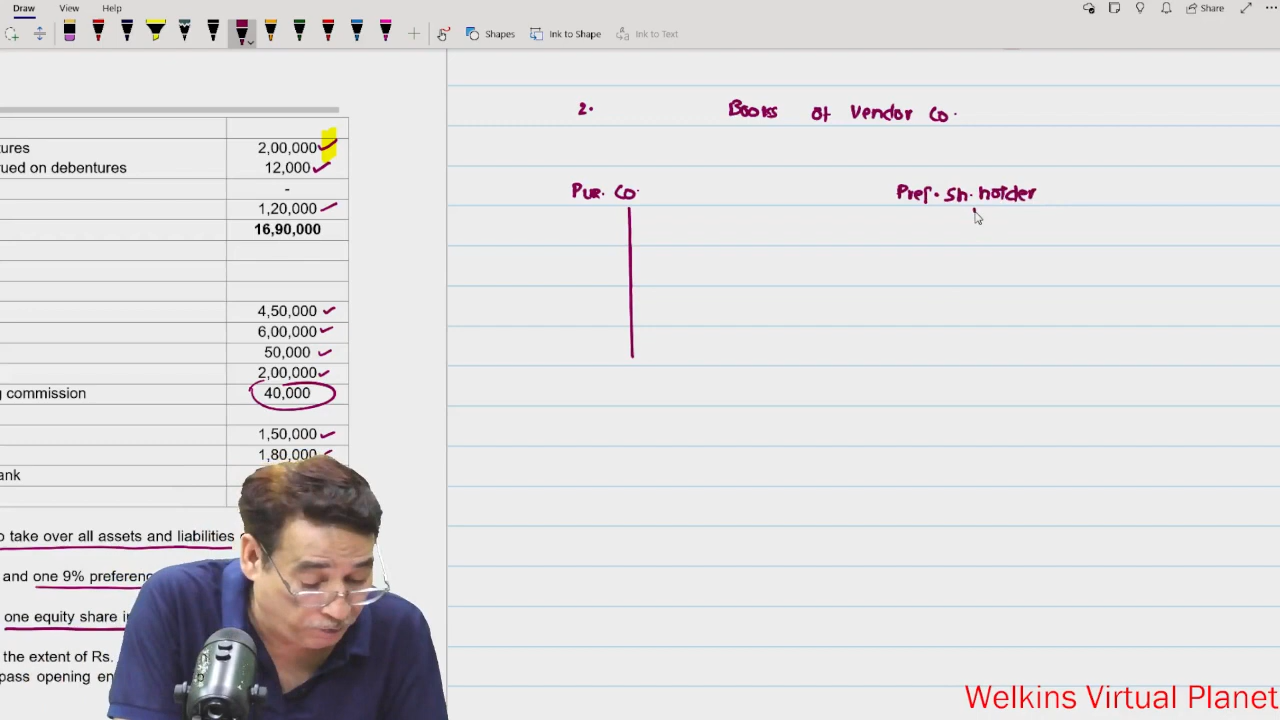 Draw View Help Share
Shapes Ink to Shape Ink to Text
tures 2,00,000
rued on debentures 12,000
-
1,20,000
16,90,000
4,50,000
6,00,000
50,000
2,00,000
g commission 40,000
1,50,000
1,80,000
ank
o take over all assets and liabilities
and one 9% preferenc
one equity share i
the extent of Rs.
pass opening en
2. Books of Vendor Co.
Pur. Co. Pref. Sh. holder
Welkins Virtual Planet